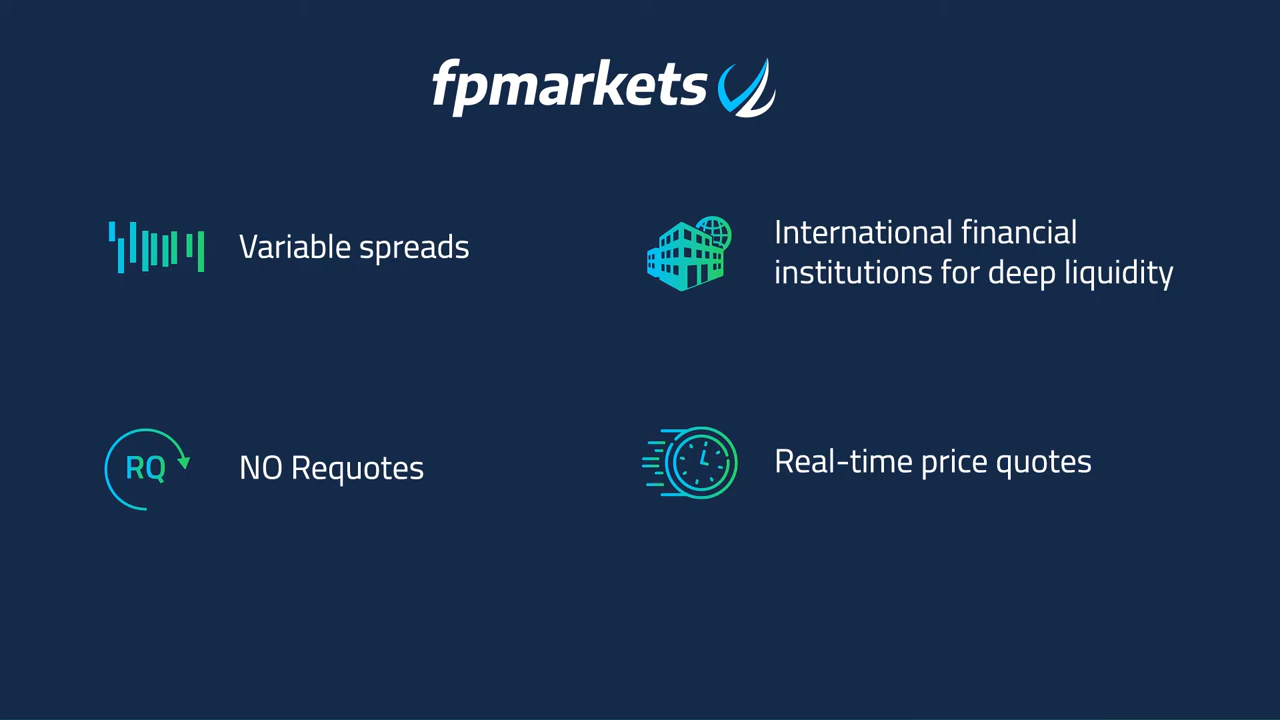 fpmarkets
Variable spreads
International financial
institutions for deep liquidity
RQ
NO Requotes
Real-time price quotes